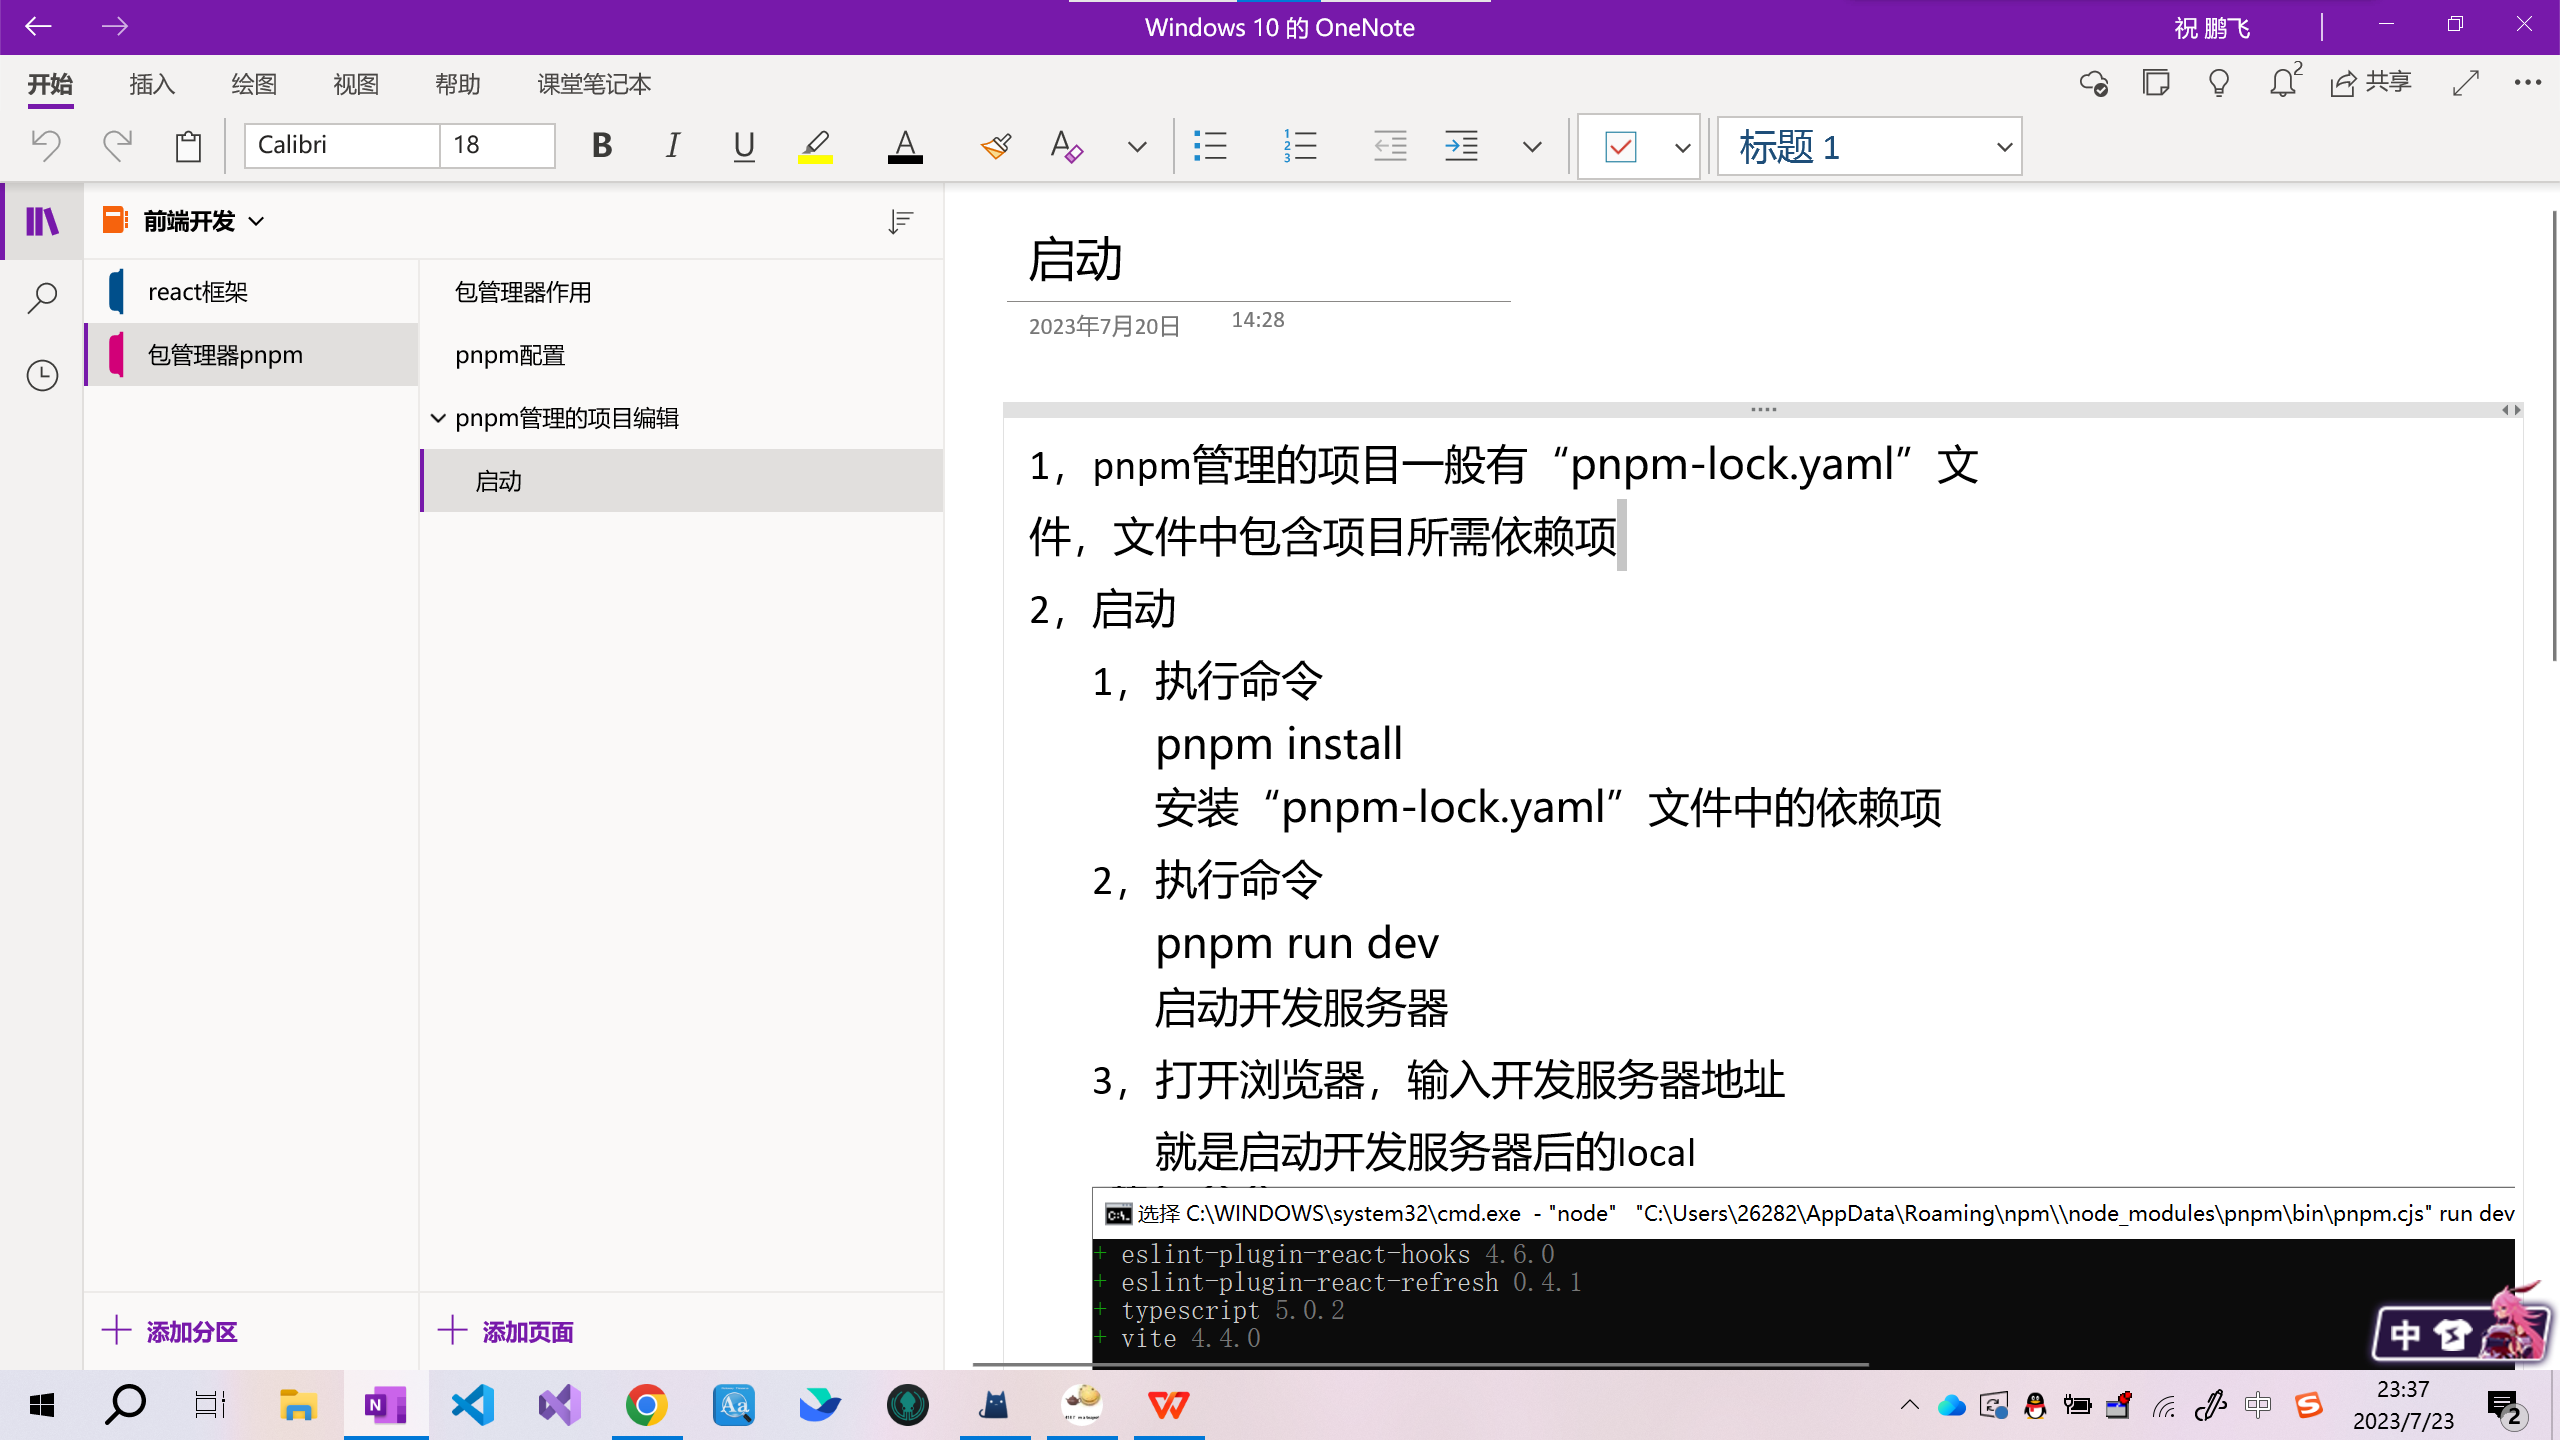 Windows 10 的 OneNote
祝 鹏飞
开始 插入 绘图 视图 帮助 课堂笔记本
2
共享
Calibri 18 B I U A A 标题 1
前端开发
react框架
包管理器pnpm
包管理器作用
pnpm配置
pnpm管理的项目编辑
启动
添加分区
添加页面
启动
2023年7月20日 14:28
1，pnpm管理的项目一般有“pnpm-lock.yaml”文
件，文件中包含项目所需依赖项
2，启动
1，执行命令
pnpm install
安装“pnpm-lock.yaml”文件中的依赖项
2，执行命令
pnpm run dev
启动开发服务器
3，打开浏览器，输入开发服务器地址
就是启动开发服务器后的local
选择 C:\WINDOWS\system32\cmd.exe - "node" "C:\Users\26282\AppData\Roaming\npm\\node_modules\pnpm\bin\pnpm.cjs" run dev
+ eslint-plugin-react-hooks 4.6.0
+ eslint-plugin-react-refresh 0.4.1
+ typescript 5.0.2
+ vite 4.4.0
中
中
23:37
2023/7/23
2